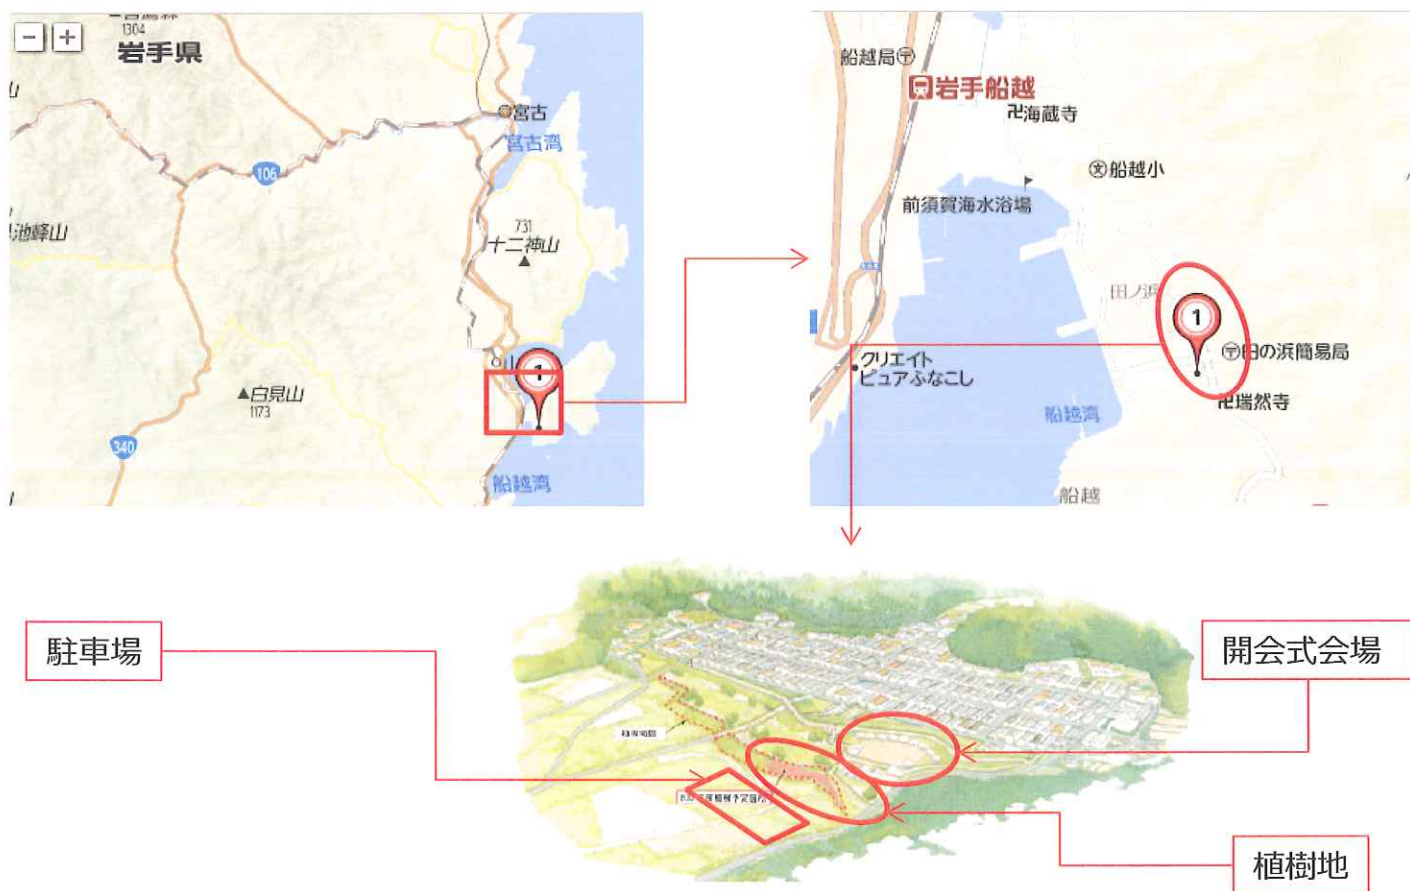 1304
岩手県
宮古
宮古湾
106
池峰山
731
十二神山
山
1
白見山
1173
340
船越湾
船越局
岩手船越
海蔵寺
文船越小
前須賀海水浴場
田ノ浜
1
田の浜簡易局
クリエイト
ピュアふなこし
瑞然寺
船越湾
船越
駐車場
開会式会場
植樹地